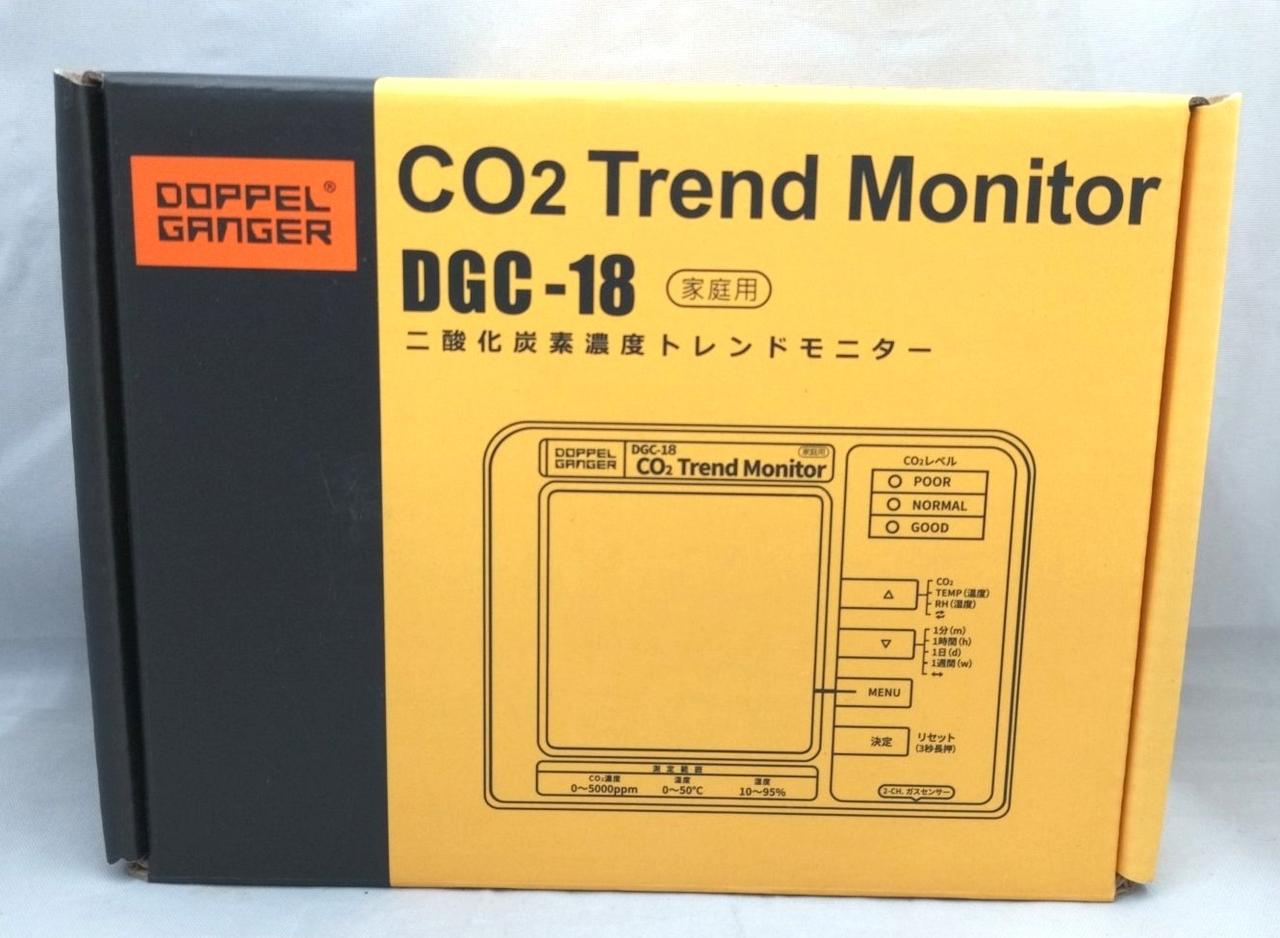 DOPPEL®
GANGER
CO2 Trend Monitor
DGC-18 家庭用
二酸化炭素濃度トレンドモニター
DOPPEL
GANGER
DGC-18 家庭用
CO₂ Trend Monitor
CO₂レベル
POOR
NORMAL
GOOD
△
CO₂
TEMP(温度)
RH(湿度)
▽
1分(m)
1時間(h)
1日(d)
1週間(w)
↔
MENU
決定
リセット
(3秒長押)
測定範囲
CO₂濃度 温度 湿度
0〜5000ppm 0〜50℃ 10〜95%
2-CH. ガスセンサー